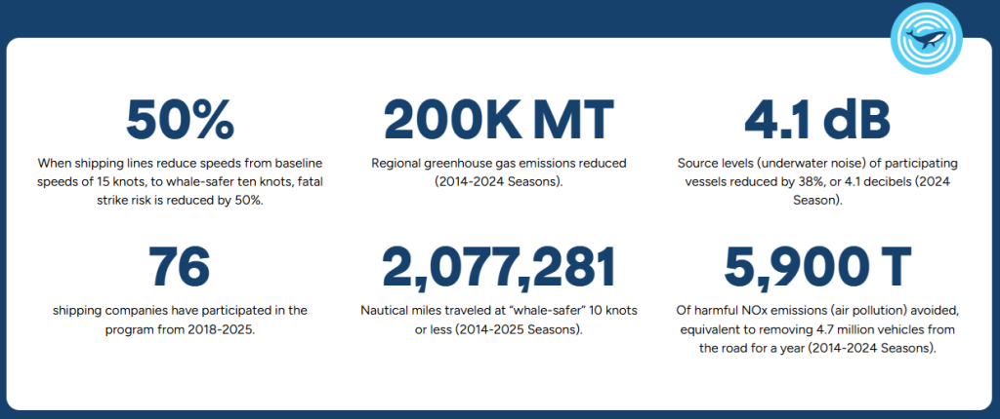 50%
When shipping lines reduce speeds from baseline
speeds of 15 knots, to whale-safer ten knots, fatal
strike risk is reduced by 50%.
200K MT
Regional greenhouse gas emissions reduced
(2014-2024 Seasons).
4.1 dB
Source levels (underwater noise) of participating
vessels reduced by 38%, or 4.1 decibels (2024
Season).
76
shipping companies have participated in the
program from 2018-2025.
2,077,281
Nautical miles traveled at “whale-safer” 10 knots
or less (2014-2025 Seasons).
5,900 T
Of harmful NOx emissions (air pollution) avoided,
equivalent to removing 4.7 million vehicles from
the road for a year (2014-2024 Seasons).